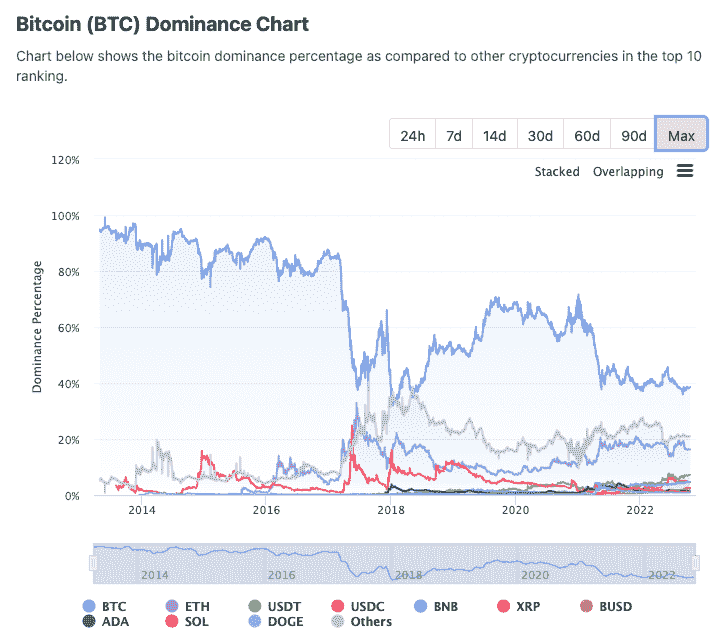 Bitcoin (BTC) Dominance Chart
Chart below shows the bitcoin dominance percentage as compared to other cryptocurrencies in the top 10
ranking.
24h 7d 14d 30d 60d 90d Max
Stacked Overlapping
120%
100%
80%
60%
40%
20%
0%
Dominance Percentage
2014 2016 2018 2020 2022
2014 2016 2018 2020 2022
BTC ETH USDT USDC BNB XRP BUSD
ADA SOL DOGE Others